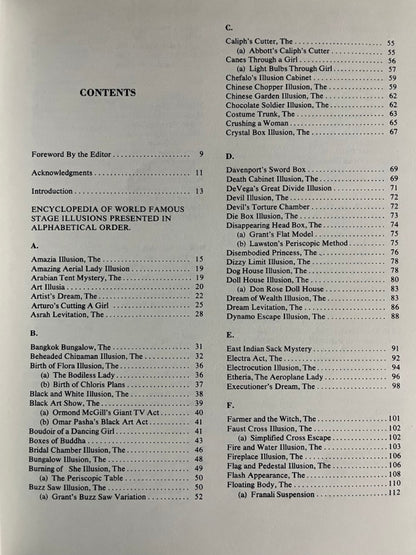 CONTENTS
Foreword By the Editor . . . . . . . . . . . . . . . . . . . . 9
Acknowledgments . . . . . . . . . . . . . . . . . . . . 11
Introduction . . . . . . . . . . . . . . . . . . . . 13
ENCYCLOPEDIA OF WORLD FAMOUS
STAGE ILLUSIONS PRESENTED IN
ALPHABETICAL ORDER.
A.
Amazia Illusion, The . . . . . . . . . . . . . . . . . . . . 15
Amazing Aerial Lady Illusion . . . . . . . . . . . . . . . . . . . . 19
Arabian Tent Mystery, The . . . . . . . . . . . . . . . . . . . . 19
Art Illusia . . . . . . . . . . . . . . . . . . . . 20
Artist's Dream, The . . . . . . . . . . . . . . . . . . . . 22
Arturo's Cutting A Girl . . . . . . . . . . . . . . . . . . . . 25
Asrah Levitation, The . . . . . . . . . . . . . . . . . . . . 28
B.
Bangkok Bungalow, The . . . . . . . . . . . . . . . . . . . . 31
Beheaded Chinaman Illusion, The . . . . . . . . . . . . . . . . . . . . 32
Birth of Flora Illusion, The . . . . . . . . . . . . . . . . . . . . 36
(a) The Bodiless Lady . . . . . . . . . . . . . . . . . . . . 36
(b) Birth of Chloris Plans . . . . . . . . . . . . . . . . . . . . 37
Black and White Illusion, The . . . . . . . . . . . . . . . . . . . . 38
Black Art Show, The . . . . . . . . . . . . . . . . . . . . 39
(a) Ormond McGill's Giant TV Act . . . . . . . . . . . . . . . . . . . . 40
(b) Omar Pasha's Black Art Act . . . . . . . . . . . . . . . . . . . . 41
Boudoir of a Dancing Girl . . . . . . . . . . . . . . . . . . . . 41
Boxes of Buddha . . . . . . . . . . . . . . . . . . . . 43
Bridal Chamber Illusion, The . . . . . . . . . . . . . . . . . . . . 46
Bungalow Illusion, The . . . . . . . . . . . . . . . . . . . . 48
Burning of She Illusion, The . . . . . . . . . . . . . . . . . . . . 49
(a) The Periscopic Table . . . . . . . . . . . . . . . . . . . . 50
Buzz Saw Illusion, The . . . . . . . . . . . . . . . . . . . . 50
(a) Grant's Buzz Saw Variation . . . . . . . . . . . . . . . . . . . . 52
C.
Caliph's Cutter, The . . . . . . . . . . . . . . . . . . . . 55
(a) Abbott's Caliph's Cutter . . . . . . . . . . . . . . . . . . . . 55
Canes Through a Girl . . . . . . . . . . . . . . . . . . . . 56
(a) Light Bulbs Through Girl . . . . . . . . . . . . . . . . . . . . 57
Chefalo's Illusion Cabinet . . . . . . . . . . . . . . . . . . . . 59
Chinese Chopper Illusion, The . . . . . . . . . . . . . . . . . . . . 59
Chinese Garden Illusion, The . . . . . . . . . . . . . . . . . . . . 62
Chocolate Soldier Illusion, The . . . . . . . . . . . . . . . . . . . . 62
Costume Trunk, The . . . . . . . . . . . . . . . . . . . . 63
Crushing a Woman . . . . . . . . . . . . . . . . . . . . 65
Crystal Box Illusion, The . . . . . . . . . . . . . . . . . . . . 67
D.
Davenport's Sword Box . . . . . . . . . . . . . . . . . . . . 69
Death Cabinet Illusion, The . . . . . . . . . . . . . . . . . . . . 69
DeVega's Great Divide Illusion . . . . . . . . . . . . . . . . . . . . 71
Devil Illusion, The . . . . . . . . . . . . . . . . . . . . 72
Devil's Torture Chamber . . . . . . . . . . . . . . . . . . . . 72
Die Box Illusion, The . . . . . . . . . . . . . . . . . . . . 73
Disappearing Head Box, The . . . . . . . . . . . . . . . . . . . . 74
(a) Grant's Flat Model . . . . . . . . . . . . . . . . . . . . 75
(b) Lawston's Periscopic Method . . . . . . . . . . . . . . . . . . . . 75
Disembodied Princess, The . . . . . . . . . . . . . . . . . . . . 76
Dizzy Limit, The . . . . . . . . . . . . . . . . . . . . 78
Dog House Illusion, The . . . . . . . . . . . . . . . . . . . . 78
Doll House Illusion, The . . . . . . . . . . . . . . . . . . . . 80
(a) Don Rose Doll House . . . . . . . . . . . . . . . . . . . . 83
Dream of Wealth Illusion, The . . . . . . . . . . . . . . . . . . . . 83
Dream Levitation, The . . . . . . . . . . . . . . . . . . . . 86
Dynamo Escape Illusion, The . . . . . . . . . . . . . . . . . . . . 88
E.
East Indian Sack Mystery . . . . . . . . . . . . . . . . . . . . 91
Electra Act, The . . . . . . . . . . . . . . . . . . . . 92
Electrocution Illusion, The . . . . . . . . . . . . . . . . . . . . 94
Etheria, The Aeroplane Lady . . . . . . . . . . . . . . . . . . . . 96
Executioner's Dream, The . . . . . . . . . . . . . . . . . . . . 98
F.
Farmer and the Witch, The . . . . . . . . . . . . . . . . . . . . 101
Faust Cross Illusion, The . . . . . . . . . . . . . . . . . . . . 102
(a) Simplified Cross Escape . . . . . . . . . . . . . . . . . . . . 102
Fire and Water Illusion, The . . . . . . . . . . . . . . . . . . . . 103
Fireplace Illusion, The . . . . . . . . . . . . . . . . . . . . 106
Flag and Pedestal Illusion, The . . . . . . . . . . . . . . . . . . . . 106
Flash Appearance, The . . . . . . . . . . . . . . . . . . . . 108
Floating Body, The . . . . . . . . . . . . . . . . . . . . 110
(a) Franali Suspension . . . . . . . . . . . . . . . . . . . . 112